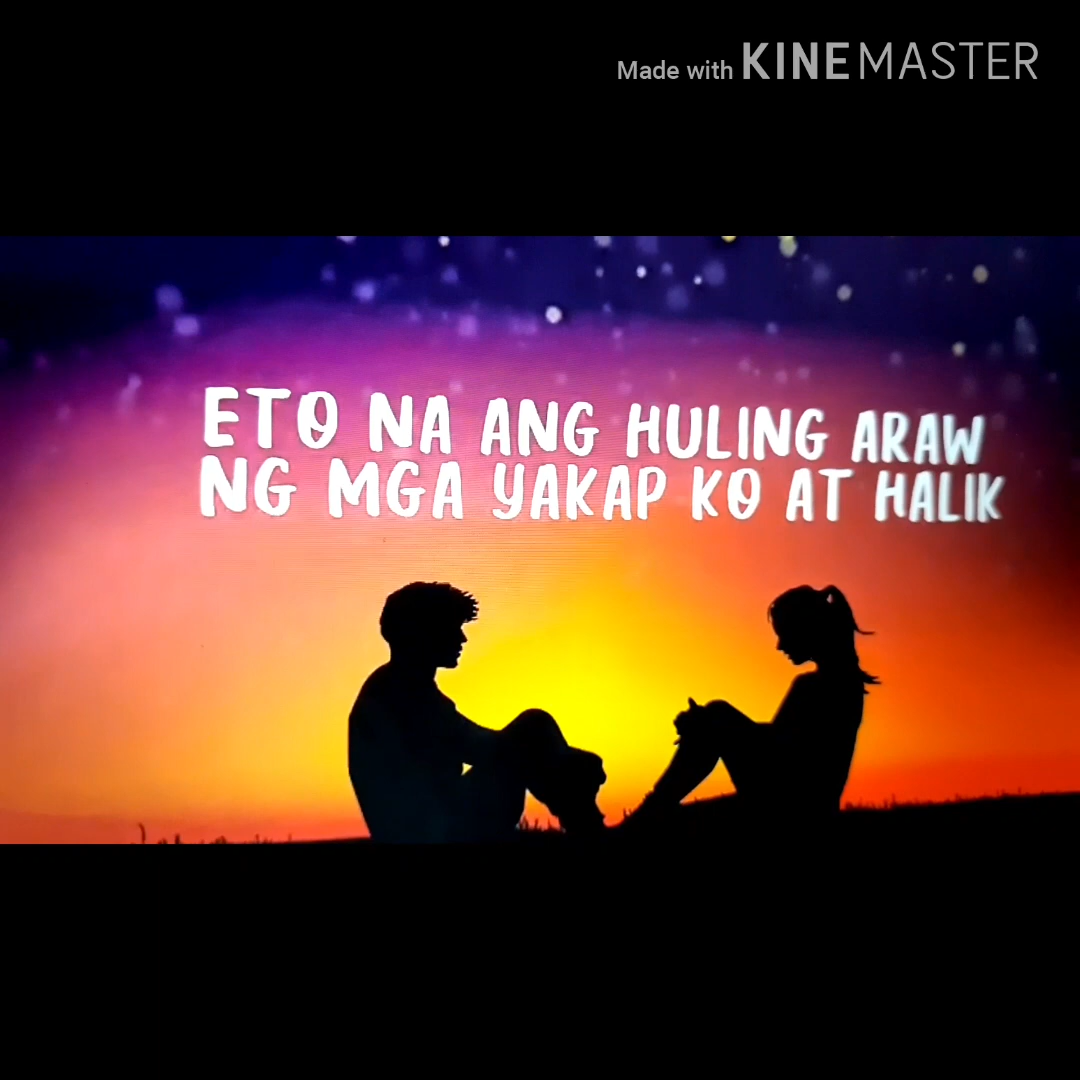 Made with KINEMASTER
ETO NA ANG HULING ARAW
NG MGA YAKAP KO AT HALIK